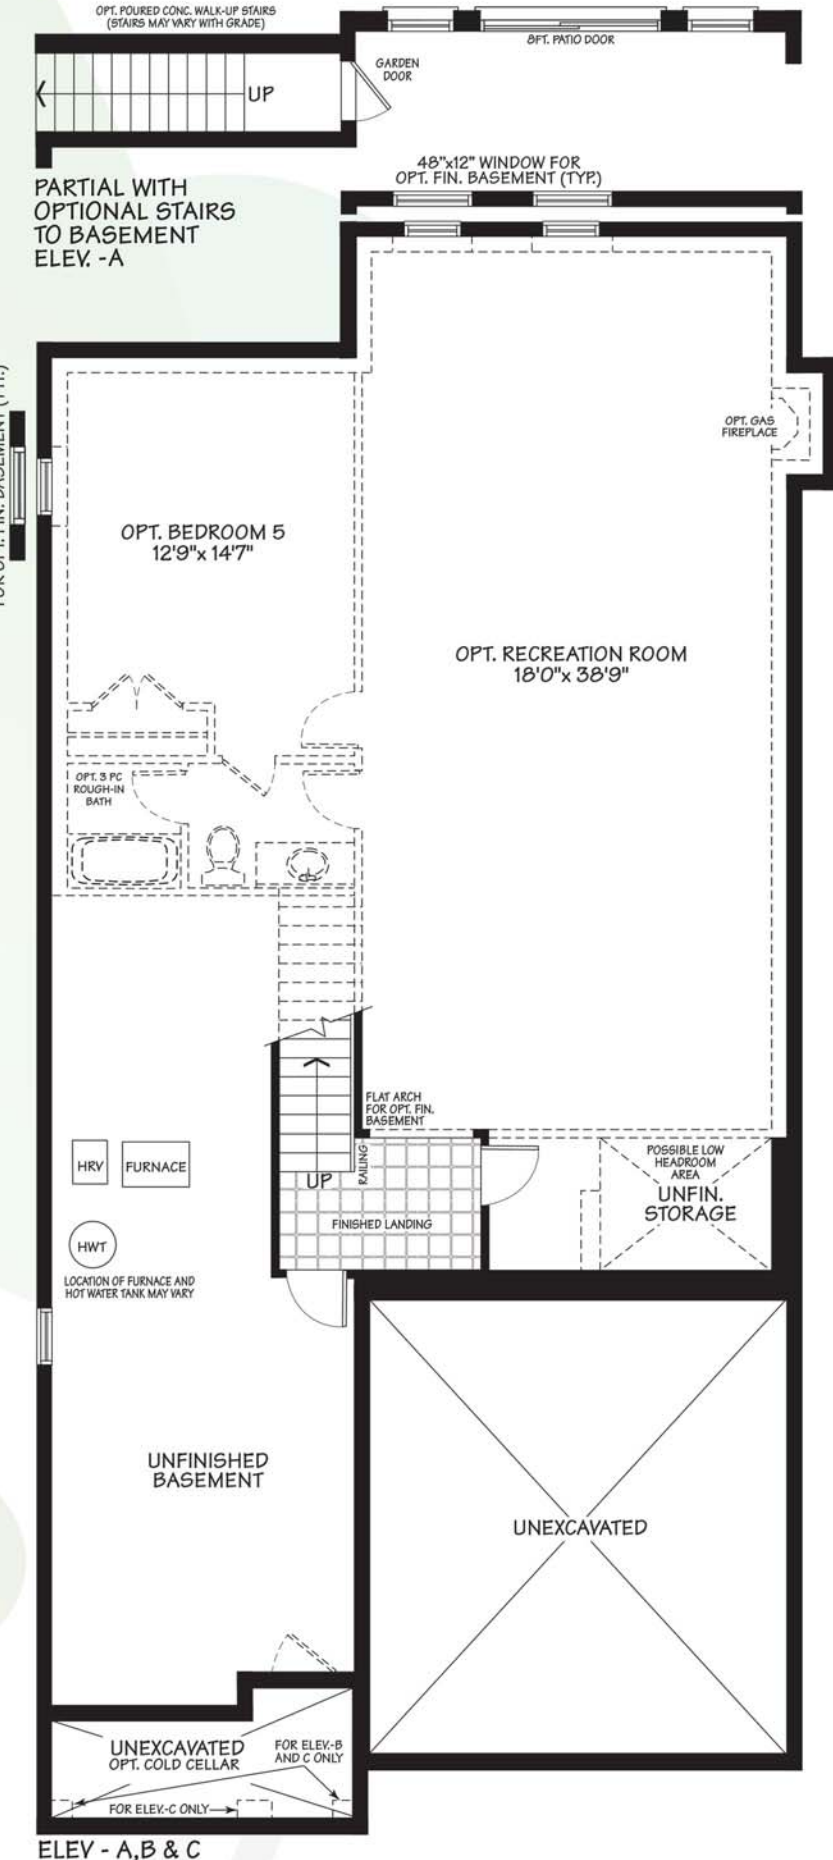 OPT. POURED CONC. WALK-UP STAIRS
(STAIRS MAY VARY WITH GRADE)
8FT. PATIO DOOR
GARDEN
DOOR
UP
48"x12" WINDOW FOR
OPT. FIN. BASEMENT (TYP.)
PARTIAL WITH
OPTIONAL STAIRS
TO BASEMENT
ELEV. -A
OPT. GAS
FIREPLACE
OPT. BEDROOM 5
12'9"x 14'7"
OPT. RECREATION ROOM
18'0"x 38'9"
OPT. 3 PC
ROUGH-IN
BATH
FLAT ARCH
FOR OPT. FIN.
BASEMENT
HRV
FURNACE
UP
RAILING
POSSIBLE LOW
HEADROOM
AREA
UNFIN.
STORAGE
FINISHED LANDING
HWT
LOCATION OF FURNACE AND
HOT WATER TANK MAY VARY
UNFINISHED
BASEMENT
UNEXCAVATED
UNEXCAVATED
OPT. COLD CELLAR
FOR ELEV.-B
AND C ONLY
FOR ELEV.-C ONLY
ELEV - A,B & C